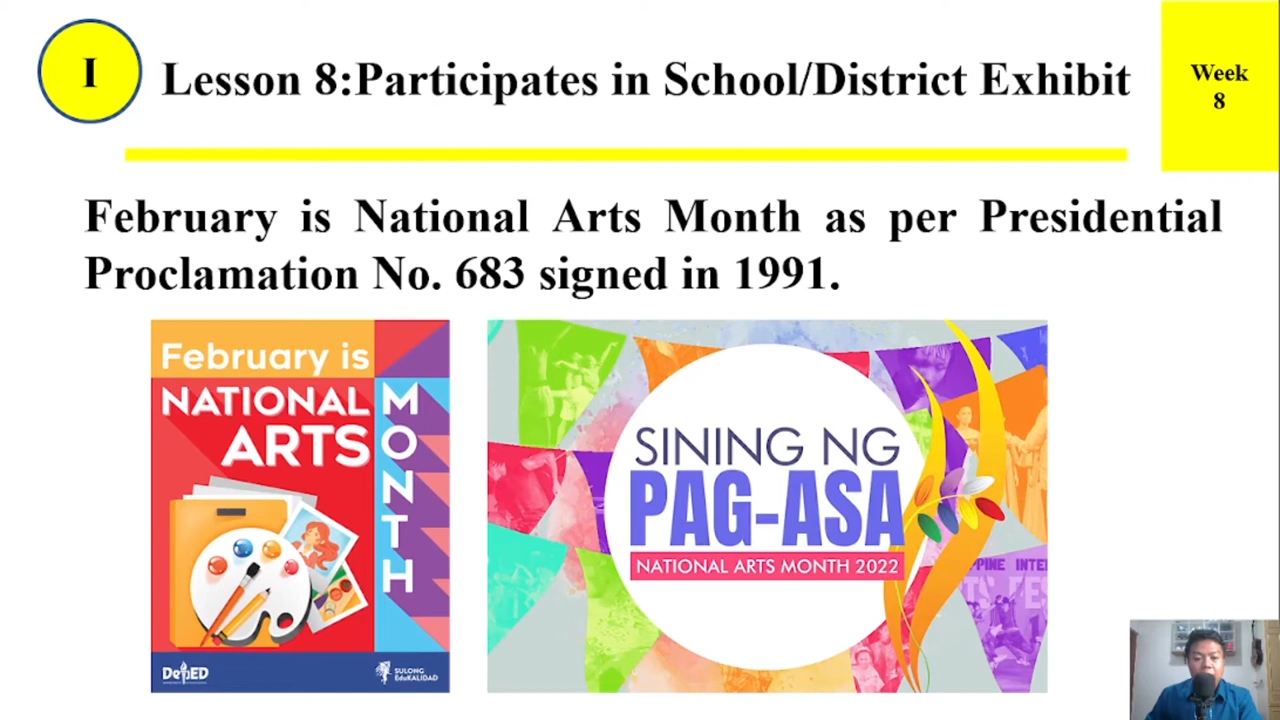 I
Lesson 8:Participates in School/District Exhibit
Week
8
February is National Arts Month as per Presidential
Proclamation No. 683 signed in 1991.
February is
NATIONAL
ARTS
MONTH
DepED
SULONG
EduKALIDAD
SINING NG
PAG-ASA
NATIONAL ARTS MONTH 2022